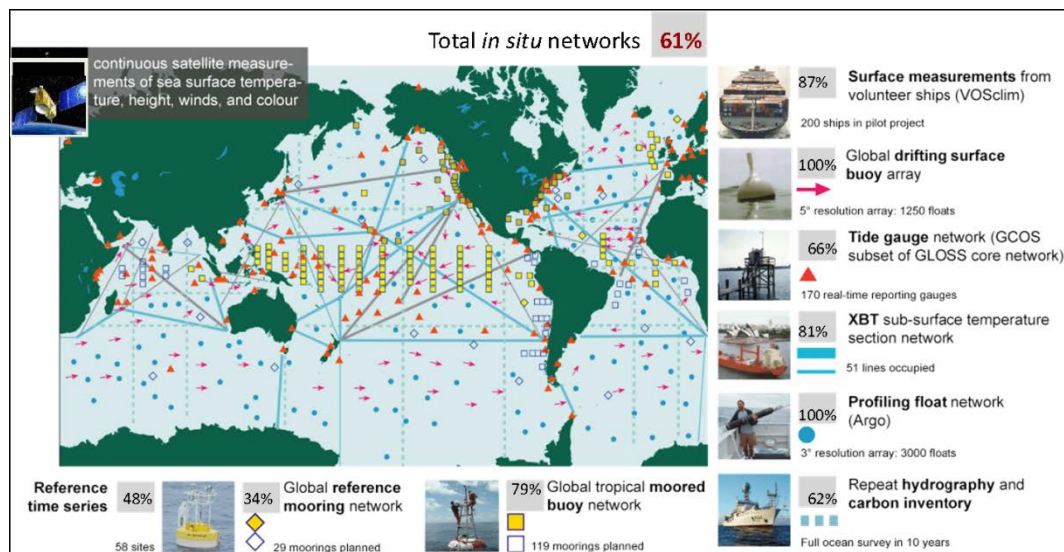 Total in situ networks 61%
continuous satellite measure-
ments of sea surface tempera-
ture, height, winds, and colour
87% Surface measurements from
volunteer ships (VOSclim)
200 ships in pilot project
100% Global drifting surface
buoy array
5° resolution array: 1250 floats
66% Tide gauge network (GCOS
subset of GLOSS core network)
170 real-time reporting gauges
81% XBT sub-surface temperature
section network
51 lines occupied
100% Profiling float network
(Argo)
3° resolution array: 3000 floats
62% Repeat hydrography and
carbon inventory
Full ocean survey in 10 years
Reference
time series
48%
58 sites
34% Global reference
mooring network
29 moorings planned
79% Global tropical moored
buoy network
119 moorings planned